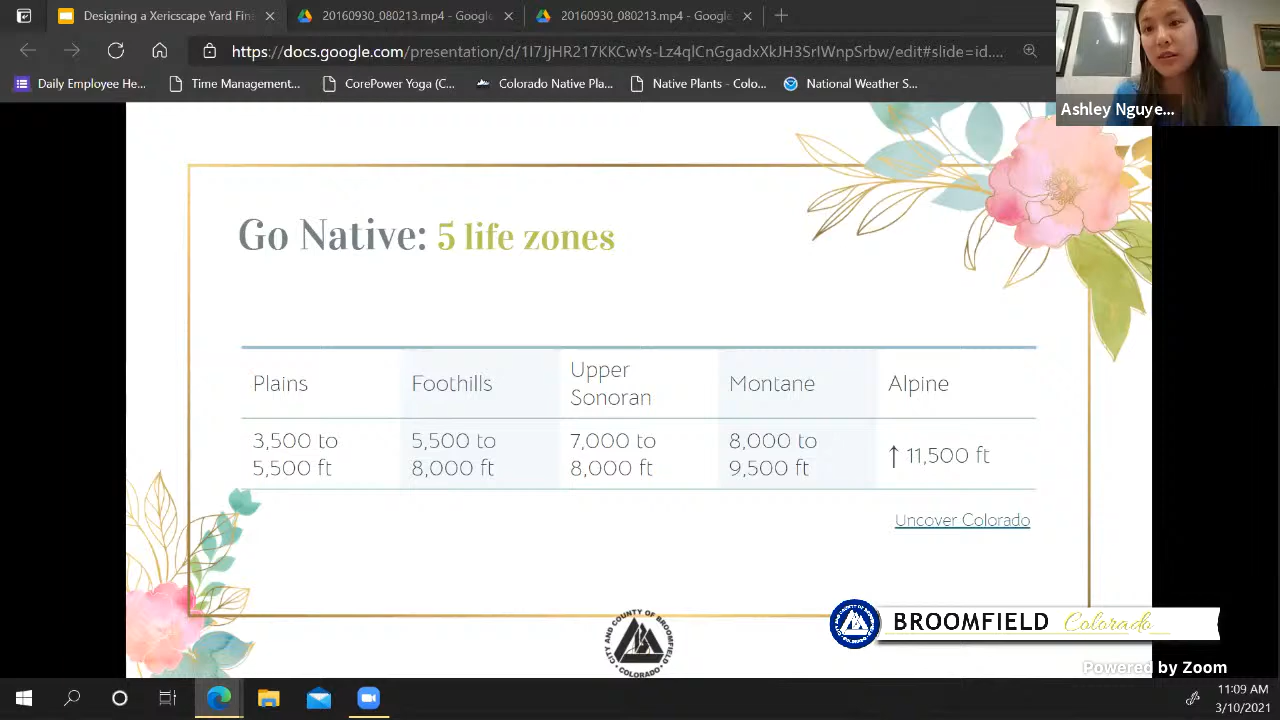 Designing a Xericscape Yard Fin
20160930_080213.mp4 - Google
20160930_080213.mp4 - Google
https://docs.google.com/presentation/d/1I7JjHR217KKCwYs-Lz4qlCnGgadxXkJH3SrIWnpSrbw/edit#slide=id....
Daily Employee He...
Time Management...
CorePower Yoga (C...
Colorado Native Pla...
Native Plants - Colo...
National Weather S...
Ashley Nguye...
Go Native: 5 life zones
Plains
Foothills
Upper
Sonoran
Montane
Alpine
3,500 to
5,500 ft
5,500 to
8,000 ft
7,000 to
8,000 ft
8,000 to
9,500 ft
↑ 11,500 ft
Uncover Colorado
CITY AND COUNTY OF BROOMFIELD
COLORADO
BROOMFIELD Colorado
Powered by Zoom
11:09 AM
3/10/2021